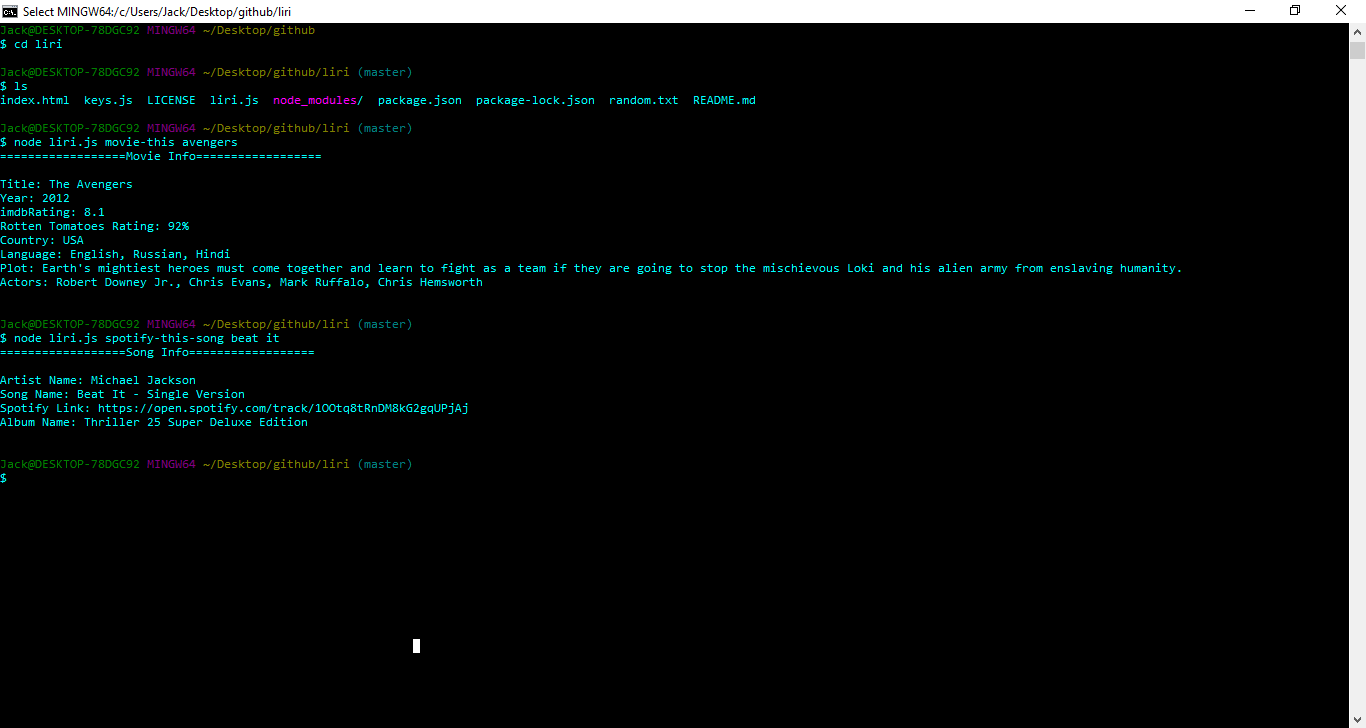 Select MINGW64:/c/Users/Jack/Desktop/github/liri
Jack@DESKTOP-78DGC92 MINGW64 ~/Desktop/github
$ cd liri
Jack@DESKTOP-78DGC92 MINGW64 ~/Desktop/github/liri (master)
$ ls
index.html  keys.js  LICENSE  liri.js  node_modules/  package.json  package-lock.json  random.txt  README.md
Jack@DESKTOP-78DGC92 MINGW64 ~/Desktop/github/liri (master)
$ node liri.js movie-this avengers
==================Movie Info==================
Title: The Avengers
Year: 2012
imdbRating: 8.1
Rotten Tomatoes Rating: 92%
Country: USA
Language: English, Russian, Hindi
Plot: Earth's mightiest heroes must come together and learn to fight as a team if they are going to stop the mischievous Loki and his alien army from enslaving humanity.
Actors: Robert Downey Jr., Chris Evans, Mark Ruffalo, Chris Hemsworth
Jack@DESKTOP-78DGC92 MINGW64 ~/Desktop/github/liri (master)
$ node liri.js spotify-this-song beat it
==================Song Info==================
Artist Name: Michael Jackson
Song Name: Beat It - Single Version
Spotify Link: https://open.spotify.com/track/1OOtq8tRnDM8kG2gqUPjAj
Album Name: Thriller 25 Super Deluxe Edition
Jack@DESKTOP-78DGC92 MINGW64 ~/Desktop/github/liri (master)
$